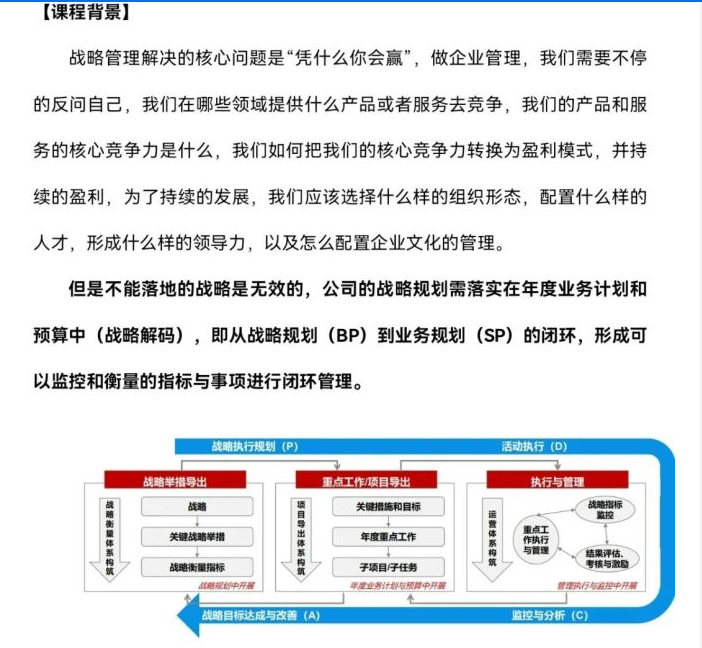 【课程背景】
战略管理解决的核心问题是“凭什么你会赢”，做企业管理，我们需要不停
的反问自己，我们在哪些领域提供什么产品或者服务去竞争，我们的产品和服
务的核心竞争力是什么，我们如何把我们的核心竞争力转换为盈利模式，并持
续的盈利，为了持续的发展，我们应该选择什么样的组织形态，配置什么样的
人才，形成什么样的领导力，以及怎么配置企业文化的管理。
但是不能落地的战略是无效的，公司的战略规划需落实在年度业务计划和
预算中（战略解码），即从战略规划（BP）到业务规划（SP）的闭环，形成可
以监控和衡量的指标与事项进行闭环管理。
战略执行规划（P）
活动执行（D）
战略举措导出
战略衡量体系构筑
战略
关键战略举措
战略衡量指标
战略规划中开展
重点工作/项目导出
项目导出体系构筑
关键措施和目标
年度重点工作
子项目/子任务
年度业务计划与预算中开展
执行与管理
运营体系构筑
重点工
作执行
与管理
战略指标
监控
结果评估、
考核与激励
管理执行与监控中开展
战略目标达成与改善（A）
监控与分析（C）